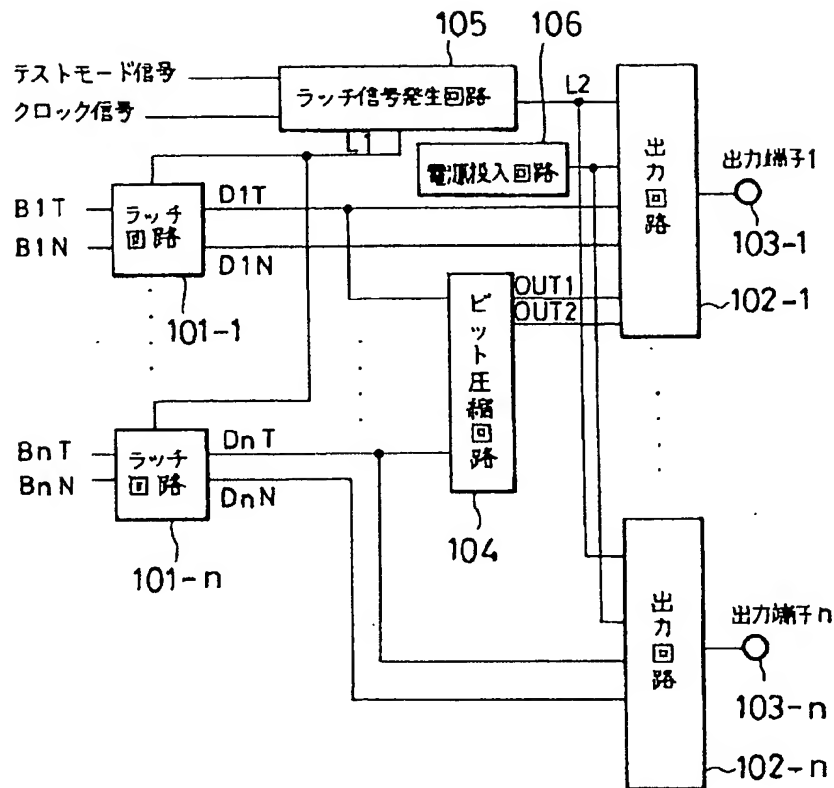 105
106
テストモード信号
クロック信号
ラッチ信号発生回路
L1
L2
電源投入回路
出力回路
出力端子1
103-1
102-1
B1T
B1N
ラッチ
回路
D1T
D1N
101-1
OUT1
OUT2
ビット圧縮回路
104
BnT
BnN
ラッチ
回路
DnT
DnN
101-n
出力回路
出力端子n
103-n
102-n